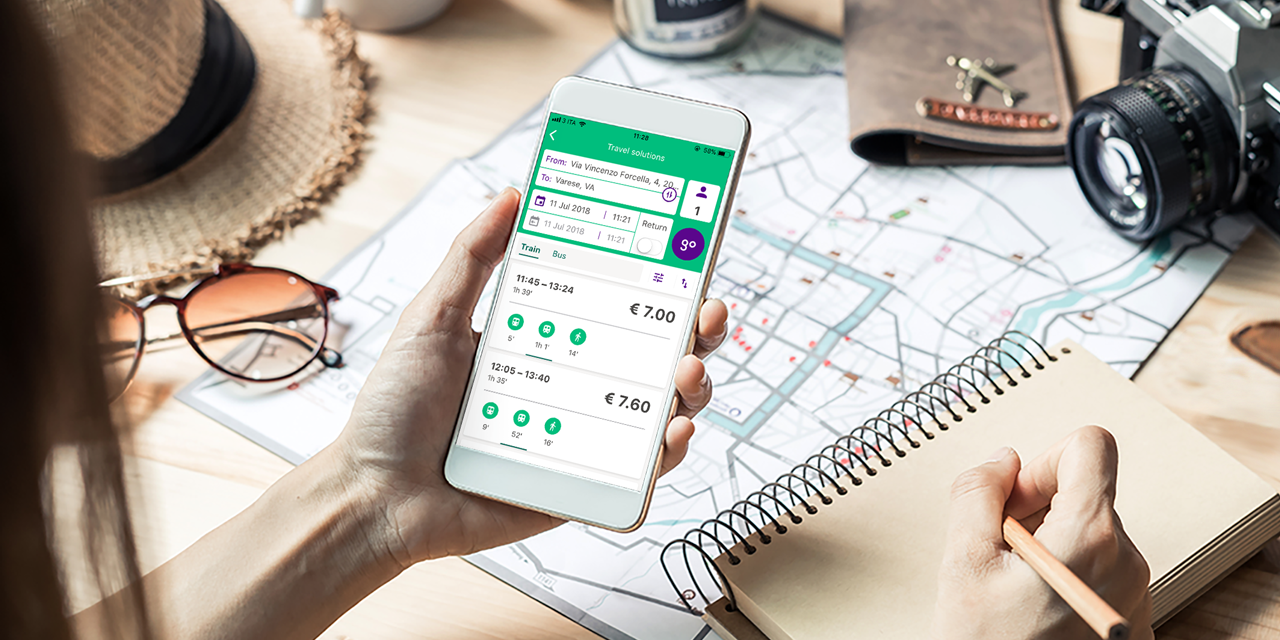 3 ITA
11:28
58%
Travel solutions
From: Via Vincenzo Forcella, 4, 20...
To: Varese, VA
1
11 Jul 2018 | 11:21
Return
11 Jul 2018 | 11:21
go
Train Bus
11:45 – 13:24
1h 39'
€ 7.00
5' 1h 1' 14'
12:05 – 13:40
1h 35'
€ 7.60
9' 52' 16'